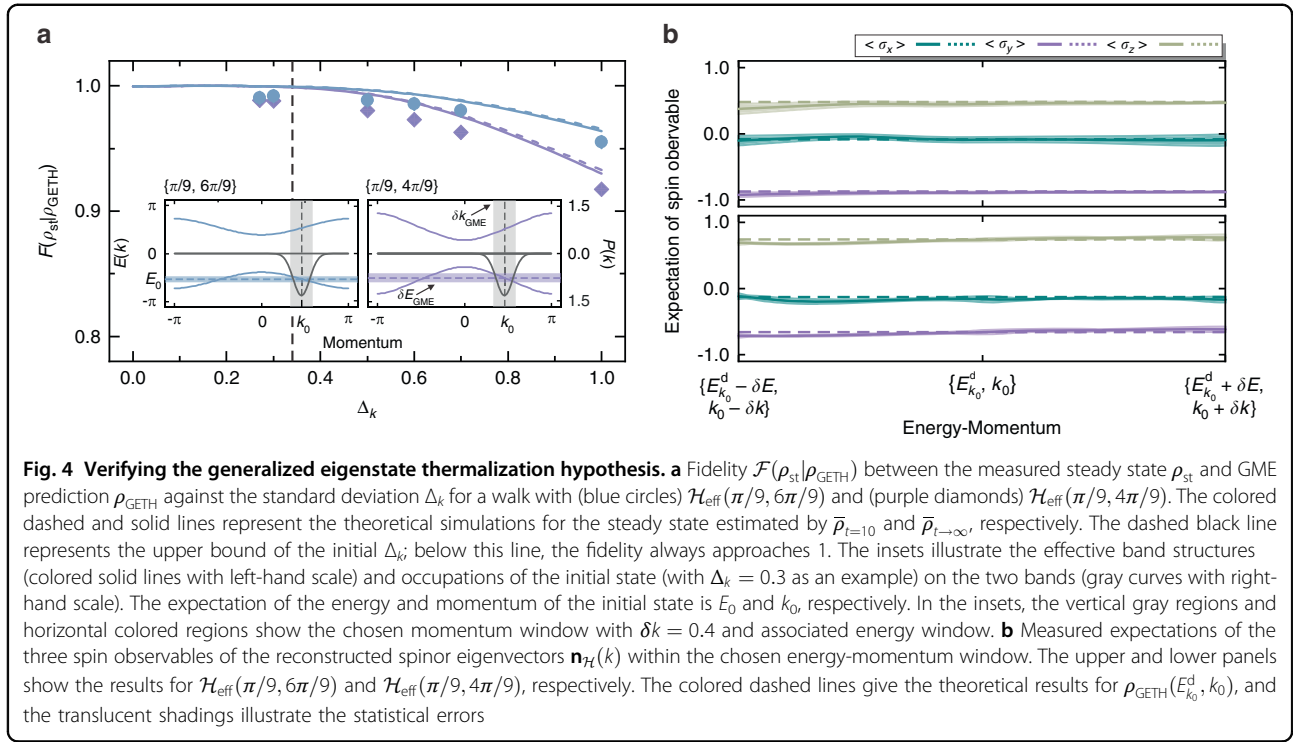 a
1.0
0.9
0.8
F(ρst|ρGETH)
{π/9, 6π/9}
π
0
E0
-π
E(k)
δEGME
-π 0 k0 π
{π/9, 4π/9}
δkGME
1.5
0.0
1.5
P(k)
-π 0 k0 π
Momentum
0.0 0.2 0.4 0.6 0.8 1.0
Δk
b
< σx > < σy > < σz >
1.0
0.0
-1.0
1.0
0.0
-1.0
Expectation of spin obervable
{Edk0 − δE,
k0 − δk}
{Edk0, k0}
{Edk0 + δE,
k0 + δk}
Energy-Momentum
Fig. 4 Verifying the generalized eigenstate thermalization hypothesis. a Fidelity F(ρst|ρGETH) between the measured steady state ρst and GME
prediction ρGETH against the standard deviation Δk for a walk with (blue circles) Heff(π/9, 6π/9) and (purple diamonds) Heff(π/9, 4π/9). The colored
dashed and solid lines represent the theoretical simulations for the steady state estimated by ρ̅t=10 and ρ̅t→∞, respectively. The dashed black line
represents the upper bound of the initial Δk; below this line, the fidelity always approaches 1. The insets illustrate the effective band structures
(colored solid lines with left-hand scale) and occupations of the initial state (with Δk = 0.3 as an example) on the two bands (gray curves with right-
hand scale). The expectation of the energy and momentum of the initial state is E0 and k0, respectively. In the insets, the vertical gray regions and
horizontal colored regions show the chosen momentum window with δk = 0.4 and associated energy window. b Measured expectations of the
three spin observables of the reconstructed spinor eigenvectors nH(k) within the chosen energy-momentum window. The upper and lower panels
show the results for Heff(π/9, 6π/9) and Heff(π/9, 4π/9), respectively. The colored dashed lines give the theoretical results for ρGETH(Edk0, k0), and
the translucent shadings illustrate the statistical errors